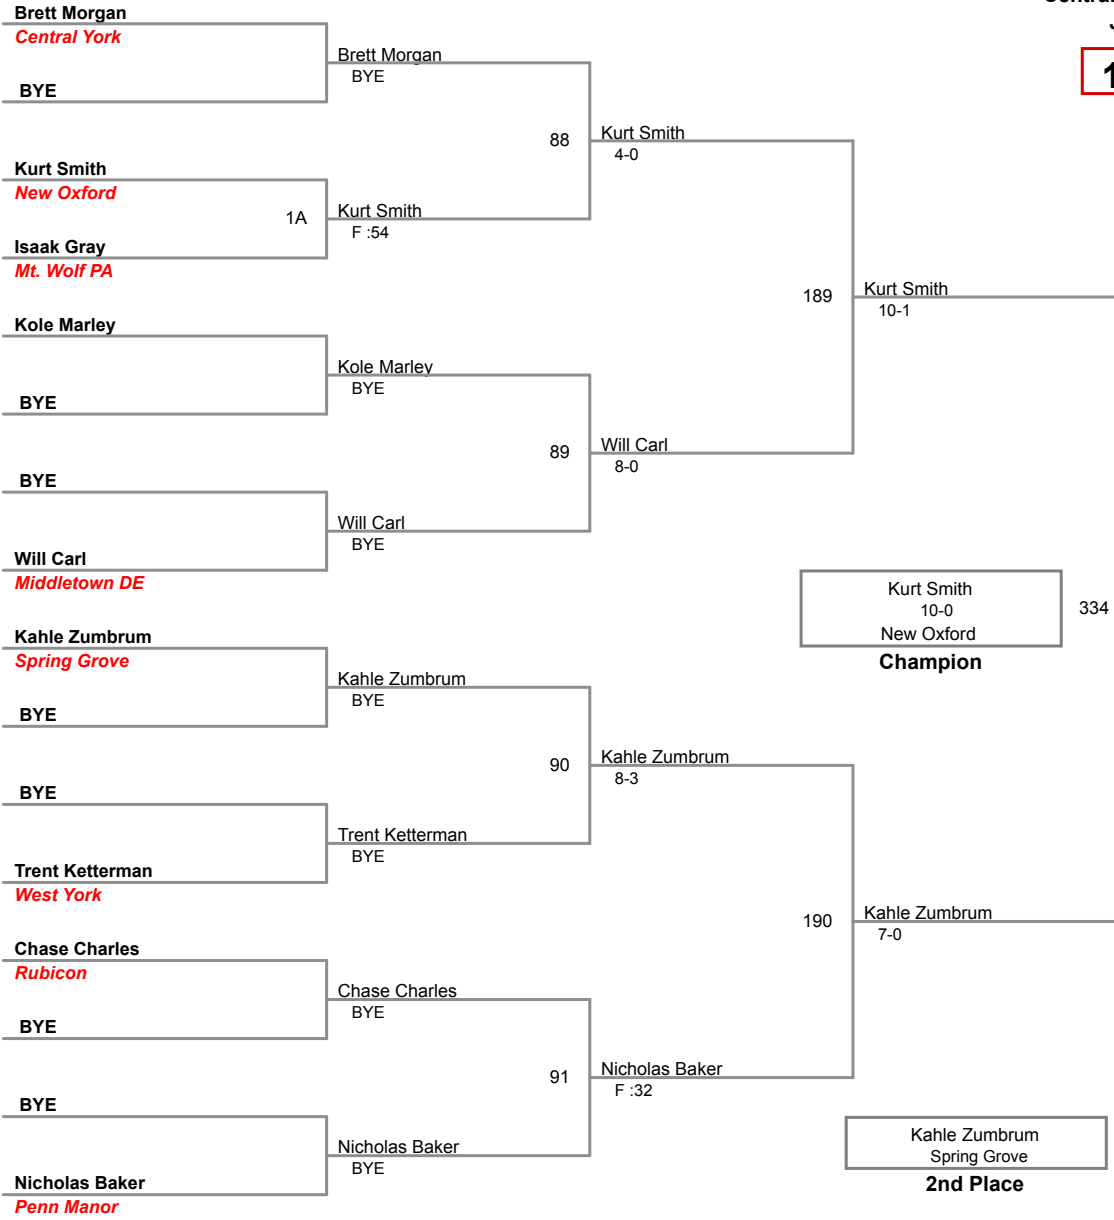 Brett Morgan
Central York
BYE
Kurt Smith
New Oxford
Isaak Gray
Mt. Wolf PA
Kole Marley
BYE
BYE
Will Carl
Middletown DE
Kahle Zumbrum
Spring Grove
BYE
BYE
Trent Ketterman
West York
Chase Charles
Rubicon
BYE
BYE
Nicholas Baker
Penn Manor
Brett Morgan
BYE
1A
Kurt Smith
F :54
Kole Marley
BYE
Will Carl
BYE
Kahle Zumbrum
BYE
Trent Ketterman
BYE
Chase Charles
BYE
Nicholas Baker
BYE
88
Kurt Smith
4-0
89
Will Carl
8-0
90
Kahle Zumbrum
8-3
91
Nicholas Baker
F :32
189
Kurt Smith
10-1
190
Kahle Zumbrum
7-0
Kurt Smith
10-0
New Oxford
Champion
334
Kahle Zumbrum
Spring Grove
2nd Place
1